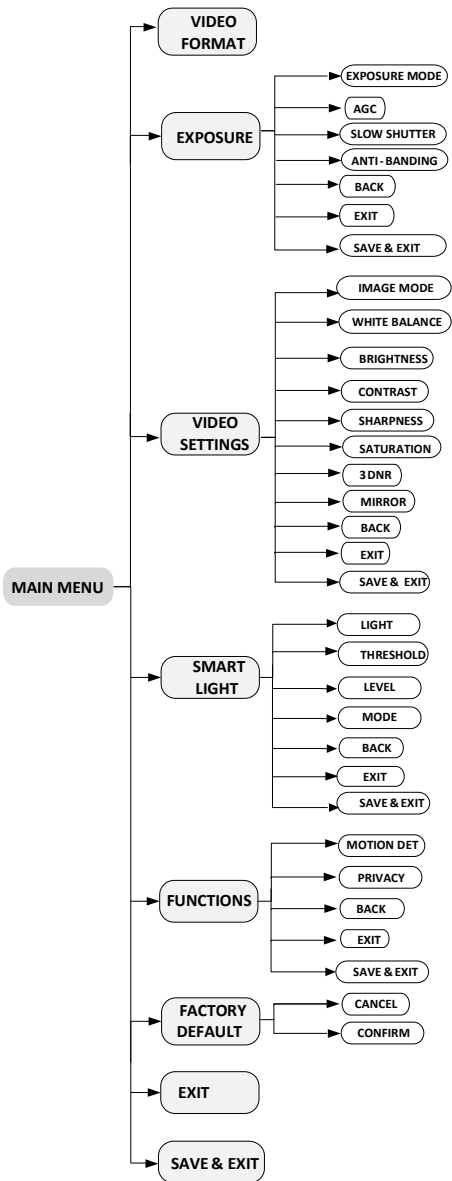 VIDEO
FORMAT
EXPOSURE MODE
AGC
EXPOSURE
SLOW SHUTTER
ANTI-BANDING
BACK
EXIT
SAVE & EXIT
IMAGE MODE
WHITE BALANCE
BRIGHTNESS
CONTRAST
VIDEO
SETTINGS
SHARPNESS
SATURATION
3DNR
MIRROR
BACK
EXIT
SAVE & EXIT
MAIN MENU
LIGHT
THRESHOLD
SMART
LIGHT
LEVEL
MODE
BACK
EXIT
SAVE & EXIT
MOTION DET
PRIVACY
FUNCTIONS
BACK
EXIT
SAVE & EXIT
FACTORY
DEFAULT
CANCEL
CONFIRM
EXIT
SAVE & EXIT